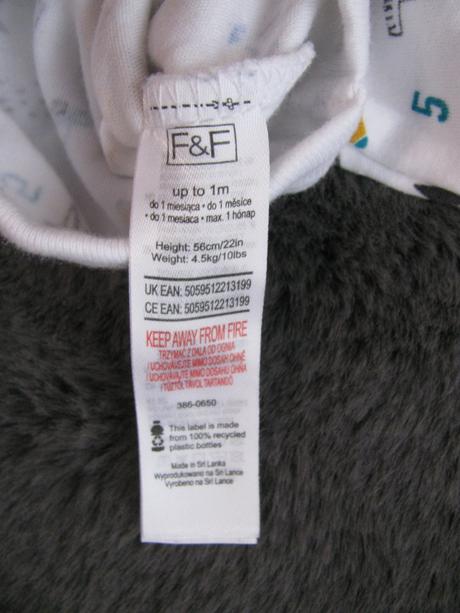 5
F&F
up to 1m
do 1 miesiąca • do 1 měsíce
• do 1 mesiaca • max. 1 hónap
Height: 56cm/22in
Weight: 4.5kg/10lbs
UK EAN: 5059512213199
CE EAN: 5059512213199
KEEP AWAY FROM FIRE
TRZYMAĆ Z DALA OD OGNIA
/ UCHOVÁVEJTE MIMO DOSAH OHNĚ
/ UCHOVÁVAJTE MIMO DOSAHU OHŇA
/ TŰZTŐL TÁVOL TARTANDÓ
386-0650
This label is made
from 100% recycled
plastic bottles
Made in Sri Lanka
Wyprodukowano na Sri Lance
Vyrobeno na Srí Lance